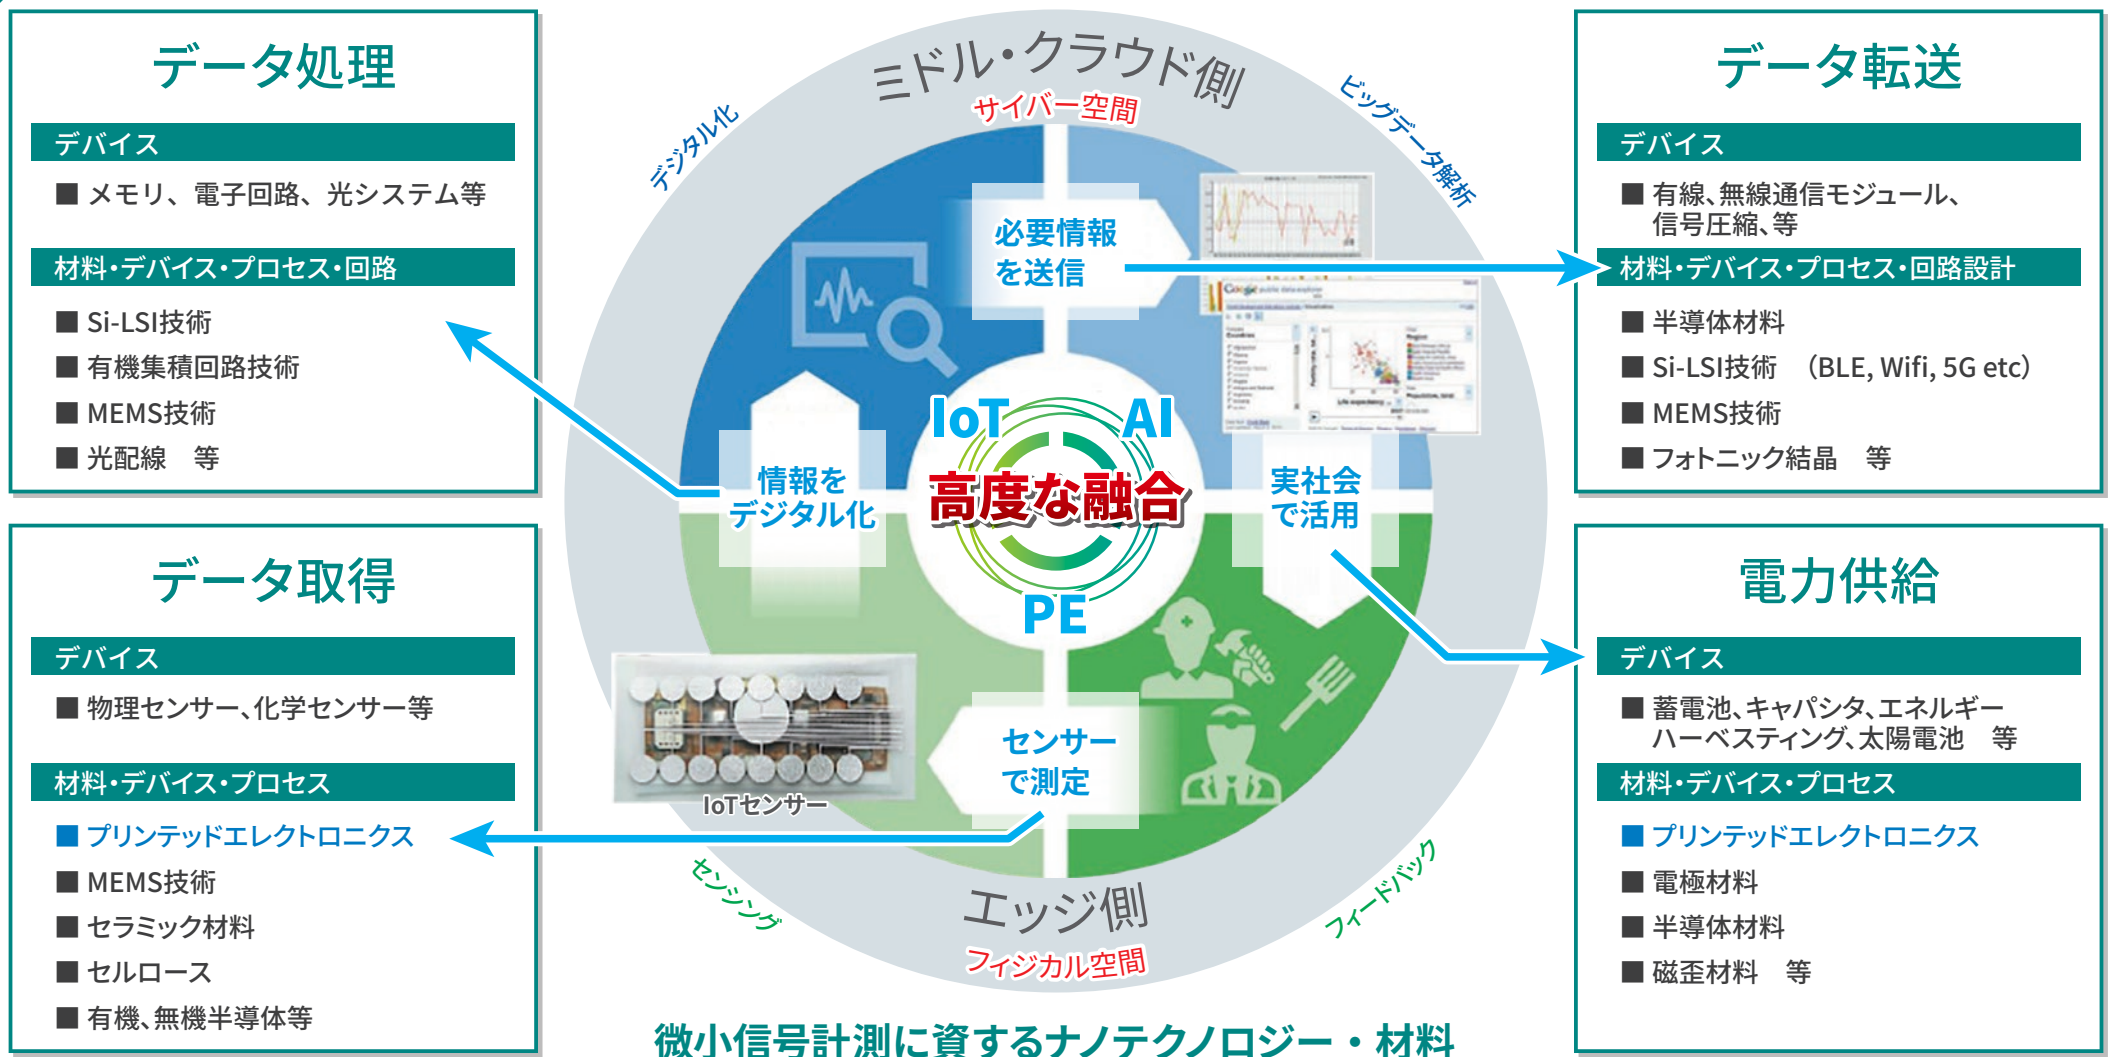 データ処理
デバイス
■ メモリ、電子回路、光システム等
材料・デバイス・プロセス・回路
■ Si-LSI技術
■ 有機集積回路技術
■ MEMS技術
■ 光配線　等
データ取得
デバイス
■ 物理センサー、化学センサー等
材料・デバイス・プロセス
■ プリンテッドエレクトロニクス
■ MEMS技術
■ セラミック材料
■ セルロース
■ 有機、無機半導体等
ミドル・クラウド側
サイバー空間
デジタル化
ビッグデータ解析
必要情報
を送信
Google public data explorer
Life expectancy
情報を
デジタル化
IoT
AI
高度な融合
PE
実社会
で活用
センサー
で測定
IoTセンサー
センシング
フィードバック
エッジ側
フィジカル空間
微小信号計測に資するナノテクノロジー・材料
データ転送
デバイス
■ 有線、無線通信モジュール、
信号圧縮、等
材料・デバイス・プロセス・回路設計
■ 半導体材料
■ Si-LSI技術　（BLE, Wifi, 5G etc）
■ MEMS技術
■ フォトニック結晶　等
電力供給
デバイス
■ 蓄電池、キャパシタ、エネルギー
ハーベスティング、太陽電池　等
材料・デバイス・プロセス
■ プリンテッドエレクトロニクス
■ 電極材料
■ 半導体材料
■ 磁歪材料　等